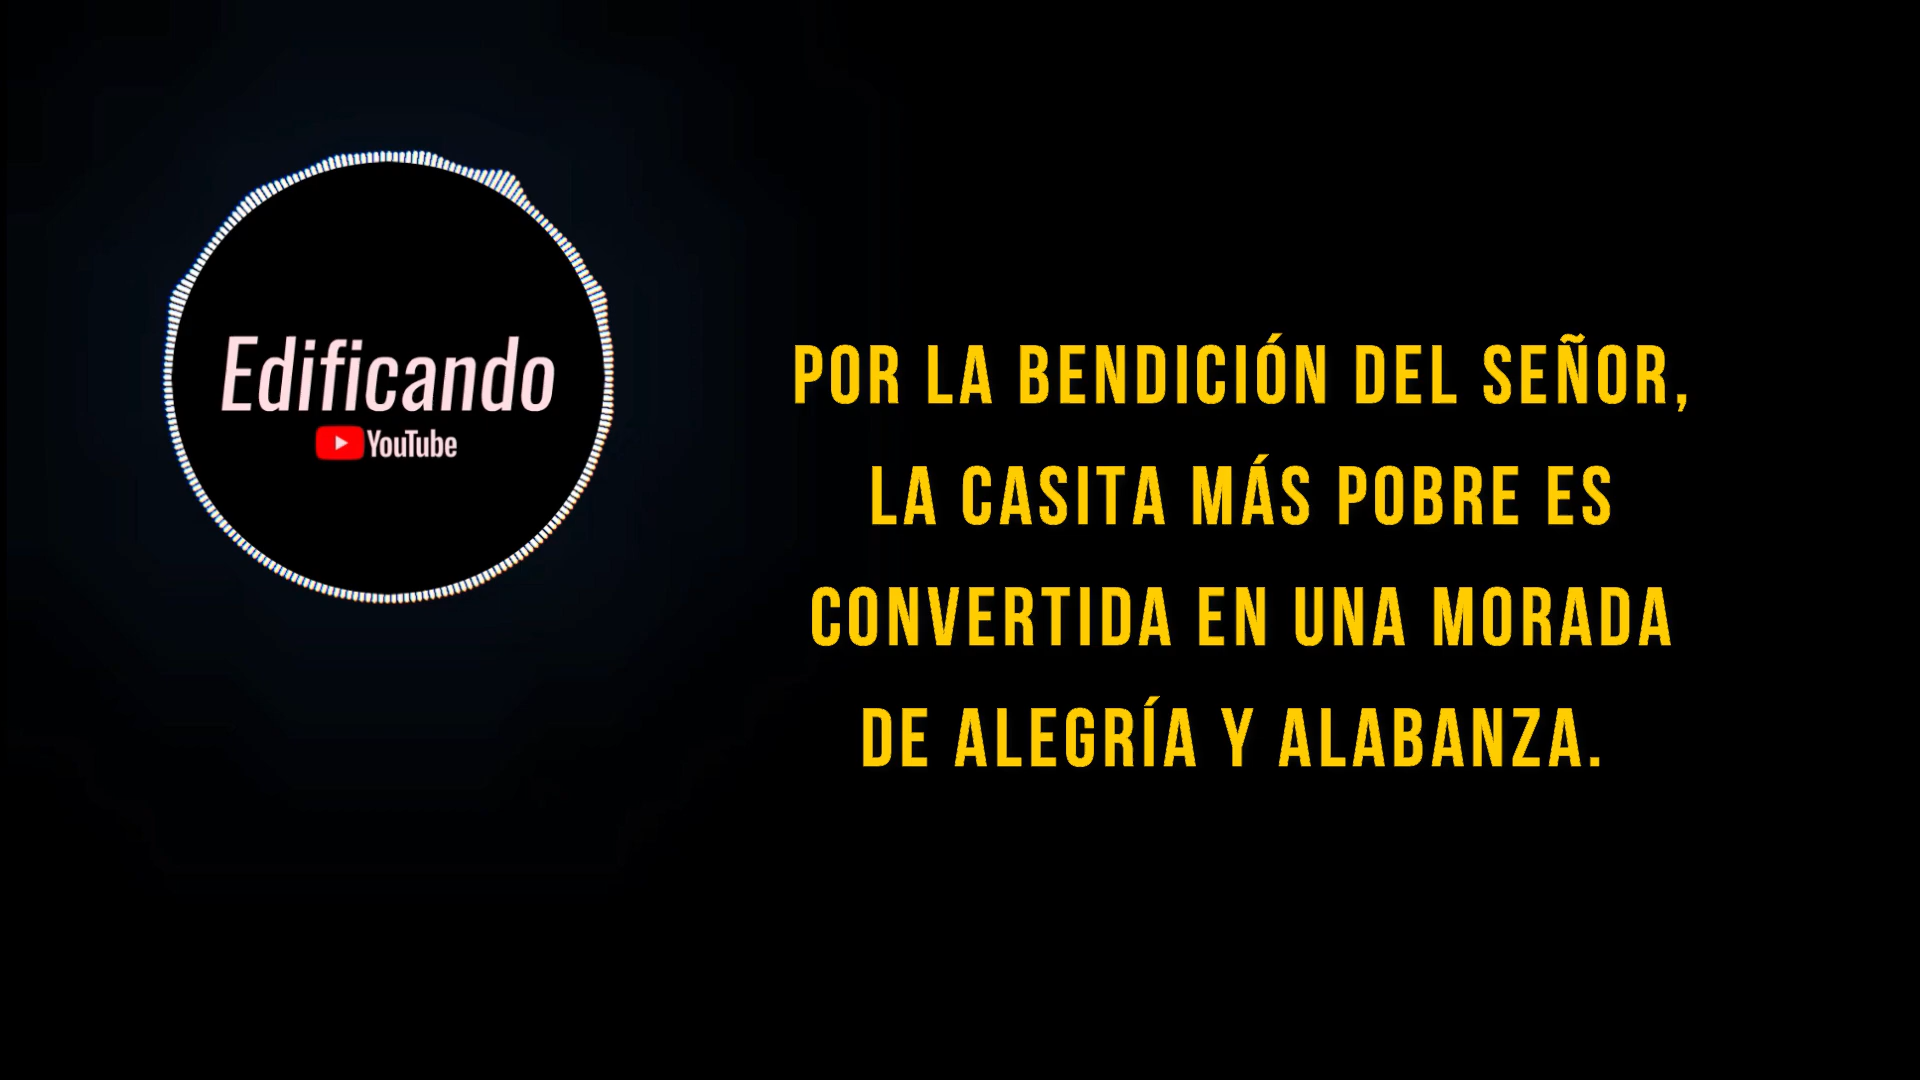 Edificando
YouTube
POR LA BENDICIÓN DEL SEÑOR,
LA CASITA MÁS POBRE ES
CONVERTIDA EN UNA MORADA
DE ALEGRÍA Y ALABANZA.